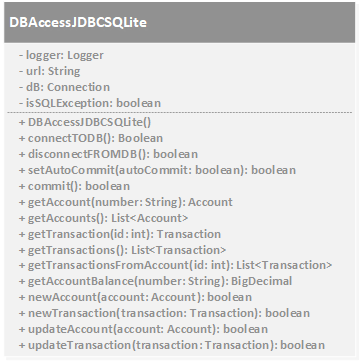 DBAccessJDBCSQLite
- logger: Logger
- url: String
- dB: Connection
- isSQLException: boolean
+ DBAccessJDBCSQLite()
+ connectTODB(): Boolean
+ disconnectFROMDB(): boolean
+ setAutoCommit(autoCommit: boolean): boolean
+ commit(): boolean
+ getAccount(number: String): Account
+ getAccounts(): List<Account>
+ getTransaction(id: int): Transaction
+ getTransactions(): List<Transaction>
+ getTransactionsFromAccount(id: int): List<Transaction>
+ getAccountBalance(number: String): BigDecimal
+ newAccount(account: Account): boolean
+ newTransaction(transaction: Transaction): boolean
+ updateAccount(account: Account): boolean
+ updateTransaction(transaction: Transaction): boolean